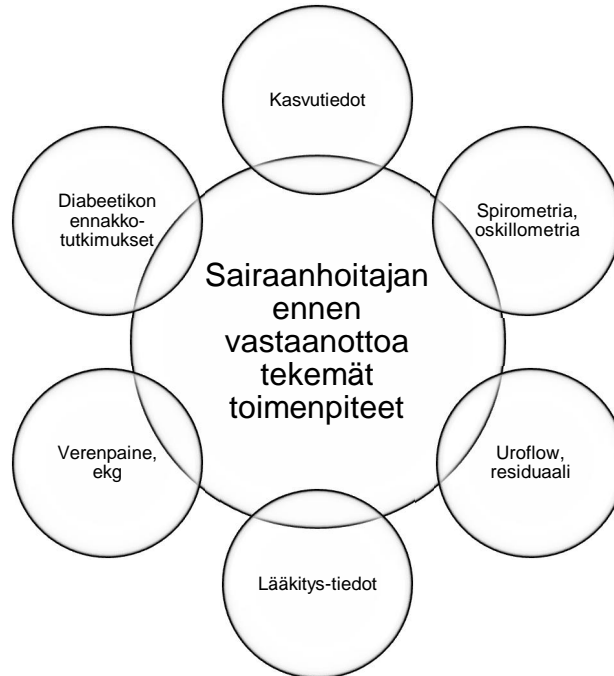 Kasvutiedot
Diabeetikon
ennakko-
tutkimukset
Spirometria,
oskillometria
Sairaanhoitajan
ennen
vastaanottoa
tekemät
toimenpiteet
Verenpaine,
ekg
Uroflow,
residuaali
Lääkitys-tiedot